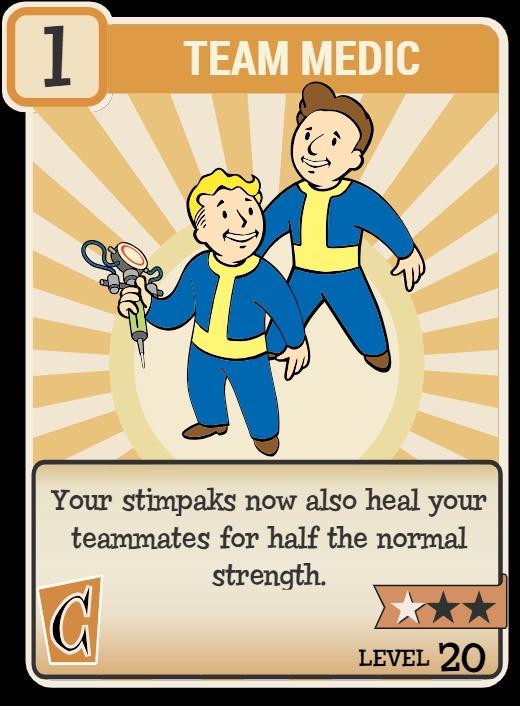 1
TEAM MEDIC
Your stimpaks now also heal your
teammates for half the normal
strength.
C
LEVEL 20